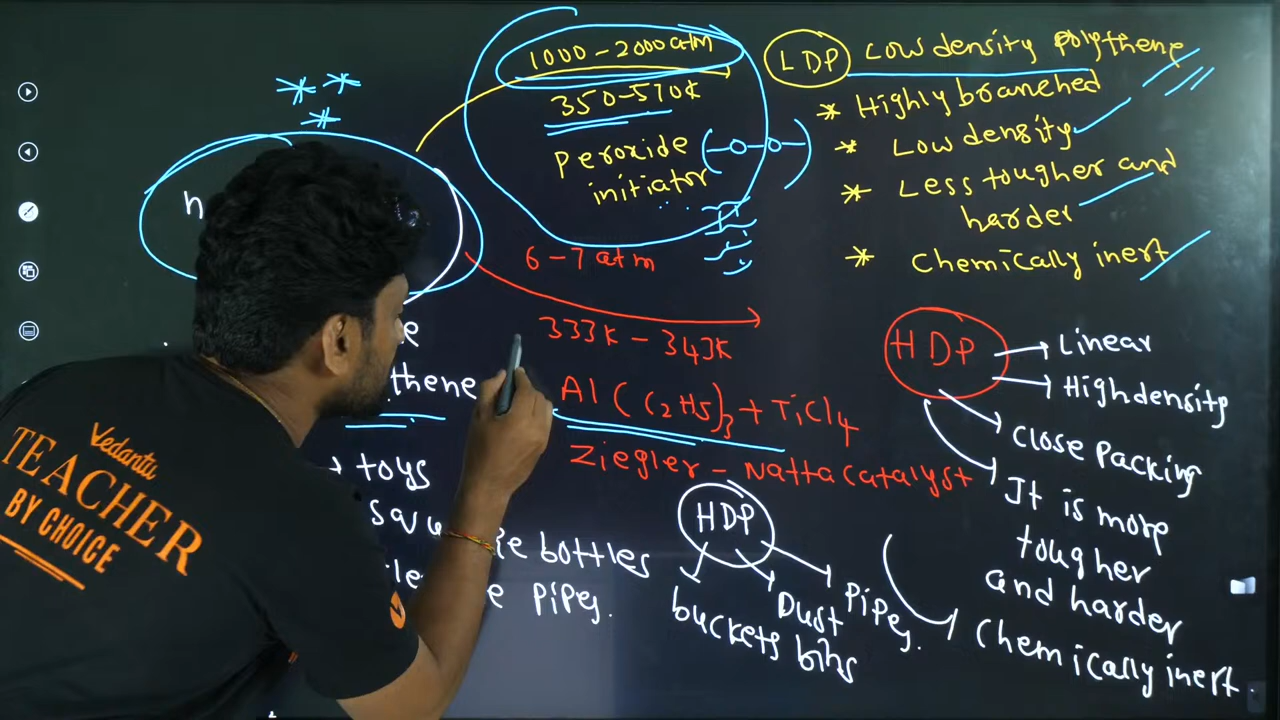 1000 - 2000 atm
350-570K
Peroxide
initiator
LDP Low density polythene
* Highly branched
* Low density
* Less tougher and
harder
* Chemically inert
n
6-7 atm
333K - 343K
Al(C2H5)3 + TiCl4
Ziegler - Natta Catalyst
thene
toys
bottles
Pipes.
HDP
Linear
High density
Close Packing
It is more
tougher
and harder
Chemically inert.
HDP
buckets
Dust
bins
Pipes.
Vedantu
TEACHER
BY CHOICE